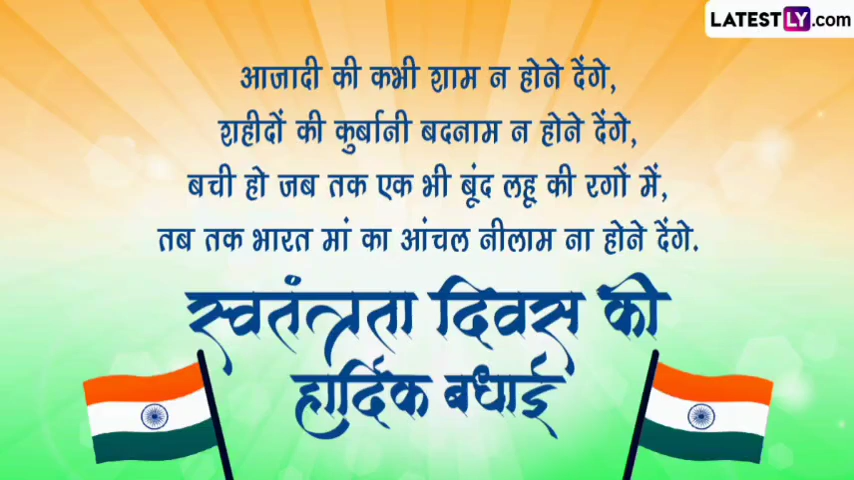 LATESTLY.com
आजादी की कभी शाम न होने देंगे,
शहीदों की कुर्बानी बदनाम न होने देंगे,
बची हो जब तक एक भी बूंद लहू की रगों में,
तब तक भारत मां का आंचल नीलाम ना होने देंगे.
स्वतंत्रता दिवस की
हार्दिक बधाई